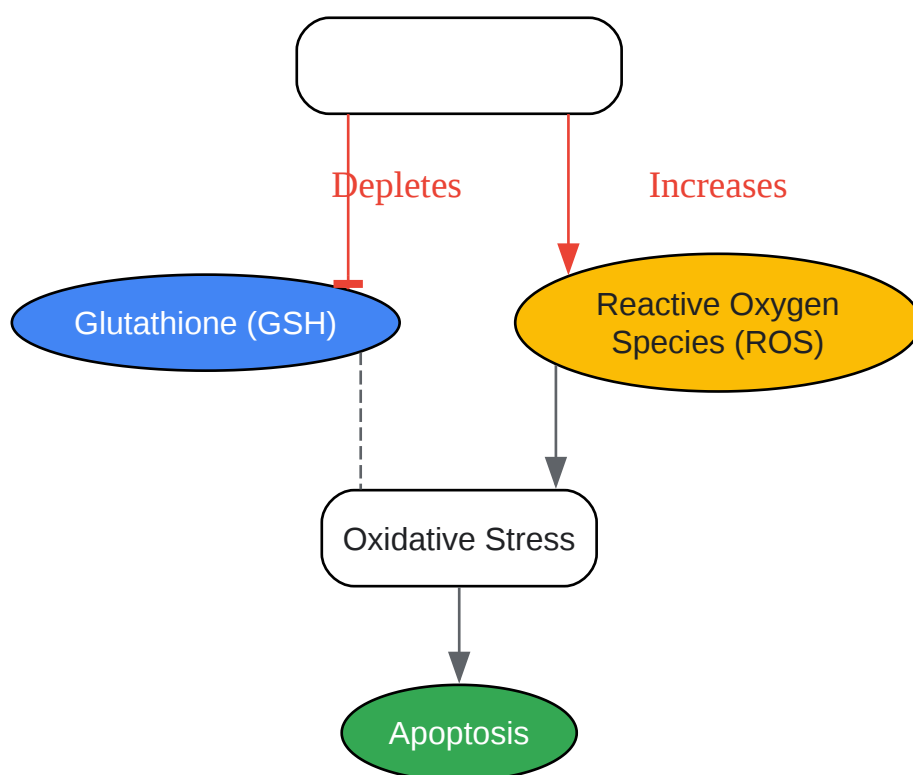 Depletes
Increases
Glutathione (GSH)
Reactive Oxygen
Species (ROS)
Oxidative Stress
Apoptosis